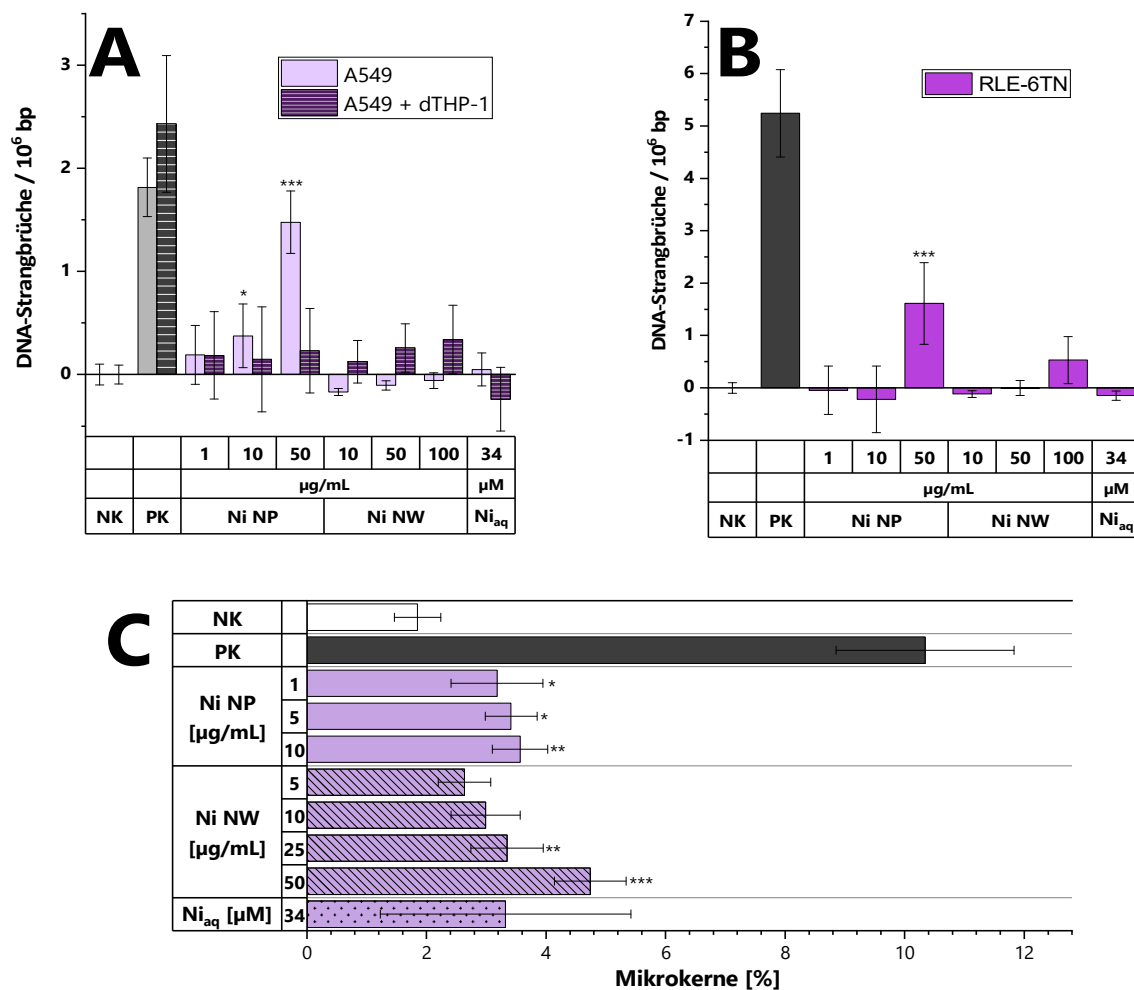 A
A549
A549 + dTHP-1
DNA-Strangbrüche / 10⁶ bp
3
2
1
0
*
***
1 10 50 10 50 100 34
µg/mL µM
NK PK Ni NP Ni NW Niaq
B
RLE-6TN
DNA-Strangbrüche / 10⁶ bp
7
6
5
4
3
2
1
0
-1
***
1 10 50 10 50 100 34
µg/mL µM
NK PK Ni NP Ni NW Niaq
C
NK
PK
Ni NP
[µg/mL]
1 *
5 *
10 **
Ni NW
[µg/mL]
5
10
25 **
50 ***
Niaq [µM] 34
0 2 4 6 8 10 12
Mikrokerne [%]